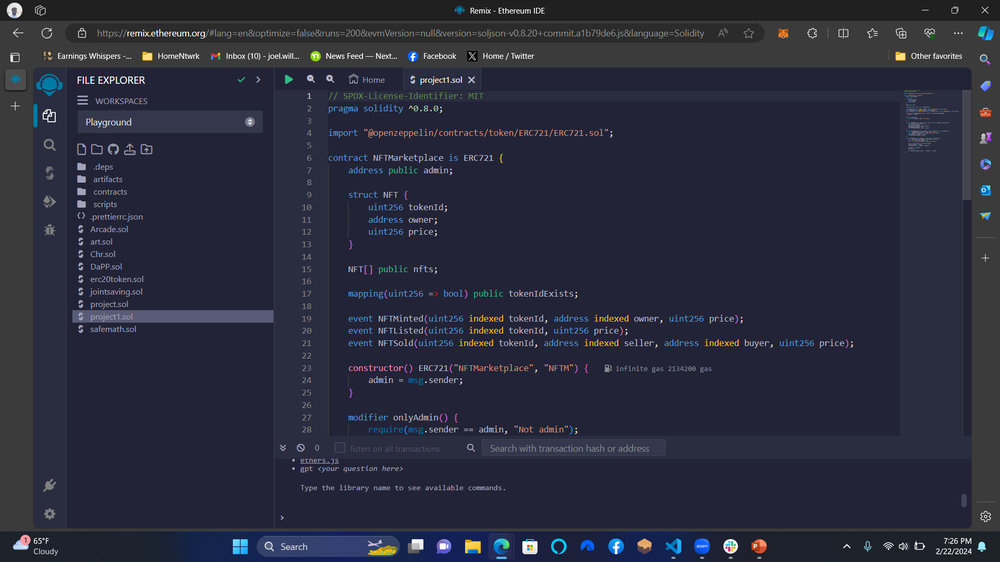 Remix - Ethereum IDE
https://remix.ethereum.org/#lang=en&optimize=false&runs=200&evmVersion=null&version=soljson-v0.8.20+commit.a1b79de6.js&language=Solidity
Earnings Whispers -...
HomeNtwrk
Inbox (10) - joel.will...
News Feed — Next...
Facebook
Home / Twitter
Other favorites
FILE EXPLORER
WORKSPACES
Playground
.deps
artifacts
contracts
scripts
.prettierrc.json
Arcade.sol
art.sol
Chr.sol
DaPP.sol
erc20token.sol
jointsaving.sol
project.sol
project1.sol
safemath.sol
Home
project1.sol
1 // SPDX-License-Identifier: MIT
2 pragma solidity ^0.8.0;
3
4 import "@openzeppelin/contracts/token/ERC721/ERC721.sol";
5
6 contract NFTMarketplace is ERC721 {
7 address public admin;
8
9 struct NFT {
10 uint256 tokenId;
11 address owner;
12 uint256 price;
13 }
14
15 NFT[] public nfts;
16
17 mapping(uint256 => bool) public tokenIdExists;
18
19 event NFTMinted(uint256 indexed tokenId, address indexed owner, uint256 price);
20 event NFTListed(uint256 indexed tokenId, uint256 price);
21 event NFTSold(uint256 indexed tokenId, address indexed seller, address indexed buyer, uint256 price);
22
23 constructor() ERC721("NFTMarketplace", "NFTM") { infinite gas 2134200 gas
24 admin = msg.sender;
25 }
26
27 modifier onlyAdmin() {
28 require(msg.sender == admin, "Not admin");
0 listen on all transactions Search with transaction hash or address
• ethers.js
• gpt <your question here>
Type the library name to see available commands.
>
1
65°F
Cloudy
Search
zoom
7:26 PM
2/22/2024